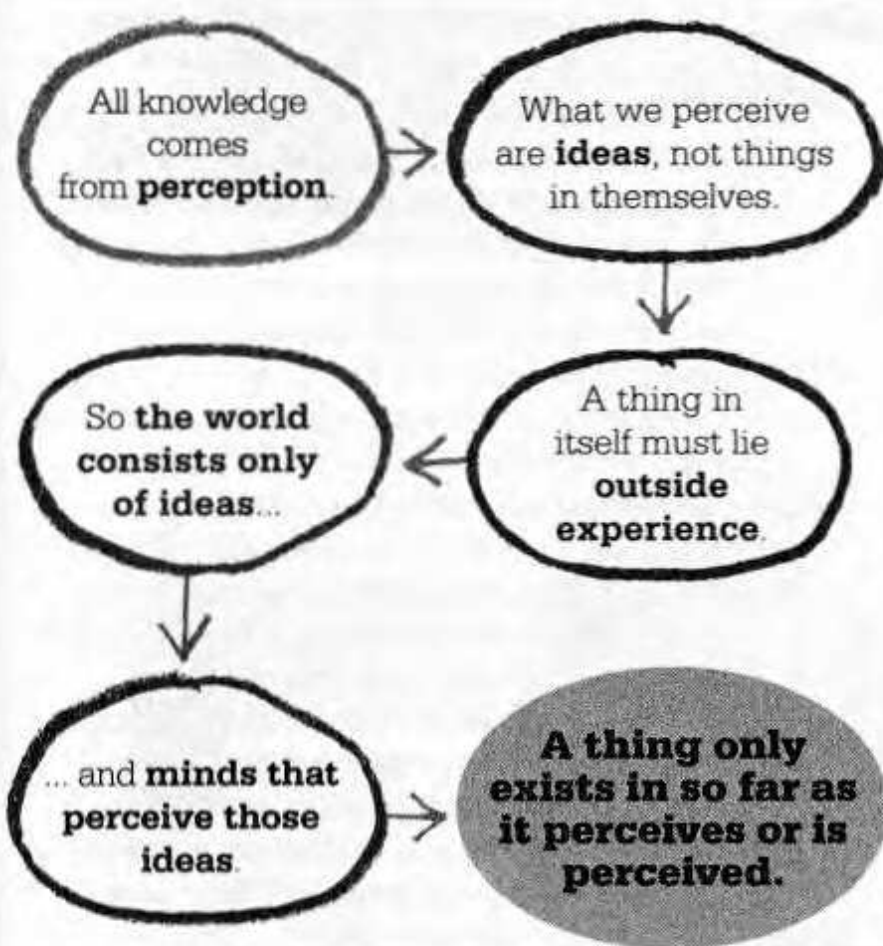 All knowledge
comes
from perception.
What we perceive
are ideas, not things
in themselves.
A thing in
itself must lie
outside
experience.
So the world
consists only
of ideas...
... and minds that
perceive those
ideas.
A thing only
exists in so far as
it perceives or is
perceived.